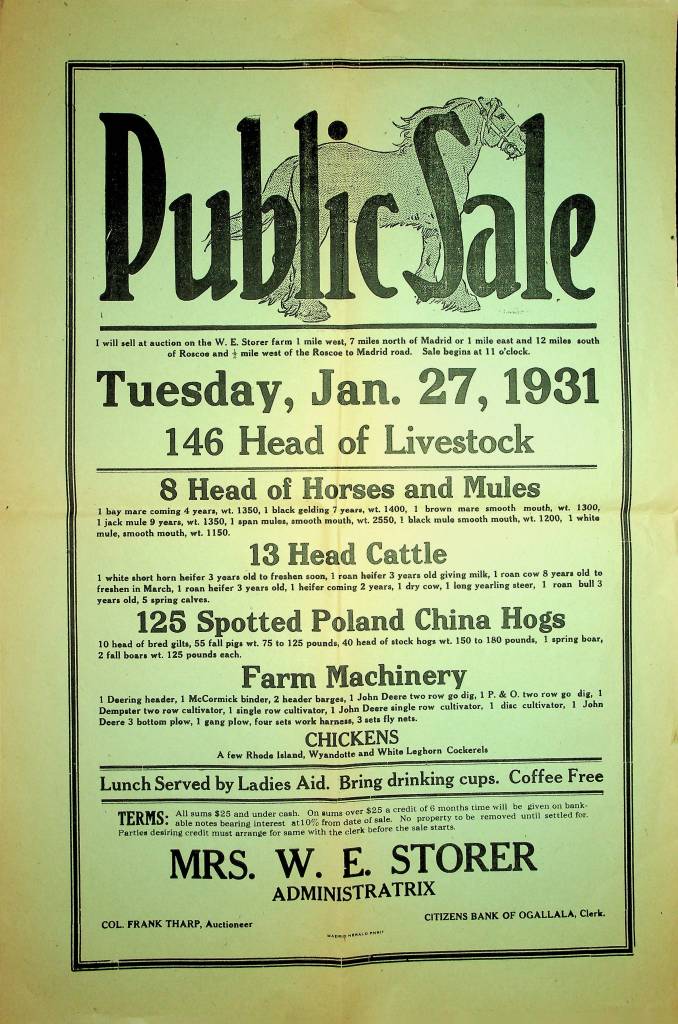 Public Sale
I will sell at auction on the W. E. Storer farm 1 mile west, 7 miles north of Madrid or 1 mile east and 12 miles south
of Roscoe and ½ mile west of the Roscoe to Madrid road. Sale begins at 11 o'clock.
Tuesday, Jan. 27, 1931
146 Head of Livestock
8 Head of Horses and Mules
1 bay mare coming 4 years, wt. 1350, 1 black gelding 7 years, wt. 1400, 1 brown mare smooth mouth, wt. 1300,
1 jack mule 9 years, wt. 1350, 1 span mules, smooth mouth, wt. 2550, 1 black mule smooth mouth, wt. 1200, 1 white
mule, smooth mouth, wt. 1150.
13 Head Cattle
1 white short horn heifer 3 years old to freshen soon, 1 roan heifer 3 years old giving milk, 1 roan cow 8 years old to
freshen in March, 1 roan heifer 3 years old, 1 heifer coming 2 years, 1 dry cow, 1 long yearling steer, 1 roan bull 3
years old, 5 spring calves.
125 Spotted Poland China Hogs
10 head of bred gilts, 55 fall pigs wt. 75 to 125 pounds, 40 head of stock hogs wt. 150 to 180 pounds, 1 spring boar,
2 fall boars wt. 125 pounds each.
Farm Machinery
1 Deering header, 1 McCormick binder, 2 header barges, 1 John Deere two row go dig, 1 P. & O. two row go dig, 1
Dempster two row cultivator, 1 single row cultivator, 1 John Deere single row cultivator, 1 disc cultivator, 1 John
Deere 3 bottom plow, 1 gang plow, four sets work harness, 3 sets fly nets.
CHICKENS
A few Rhode Island, Wyandotte and White Leghorn Cockerels
Lunch Served by Ladies Aid. Bring drinking cups. Coffee Free
TERMS: All sums $25 and under cash. On sums over $25 a credit of 6 months time will be given on bank-
able notes bearing interest at 10% from date of sale. No property to be removed until settled for.
Parties desiring credit must arrange for same with the clerk before the sale starts.
MRS. W. E. STORER
ADMINISTRATRIX
COL. FRANK THARP, Auctioneer
CITIZENS BANK OF OGALLALA, Clerk.
MADRID HERALD PRINT